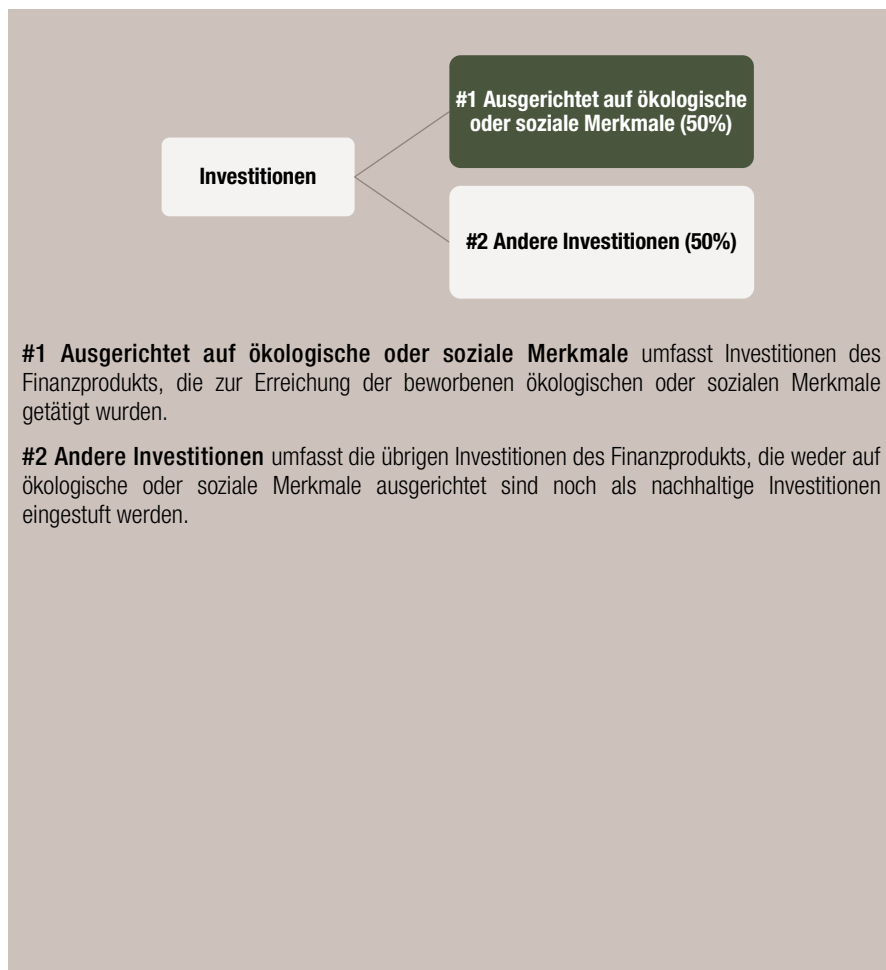 #1 Ausgerichtet auf ökologische
oder soziale Merkmale (50%)
Investitionen
#2 Andere Investitionen (50%)
#1 Ausgerichtet auf ökologische oder soziale Merkmale umfasst Investitionen des
Finanzprodukts, die zur Erreichung der beworbenen ökologischen oder sozialen Merkmale
getätigt wurden.
#2 Andere Investitionen umfasst die übrigen Investitionen des Finanzprodukts, die weder auf
ökologische oder soziale Merkmale ausgerichtet sind noch als nachhaltige Investitionen
eingestuft werden.